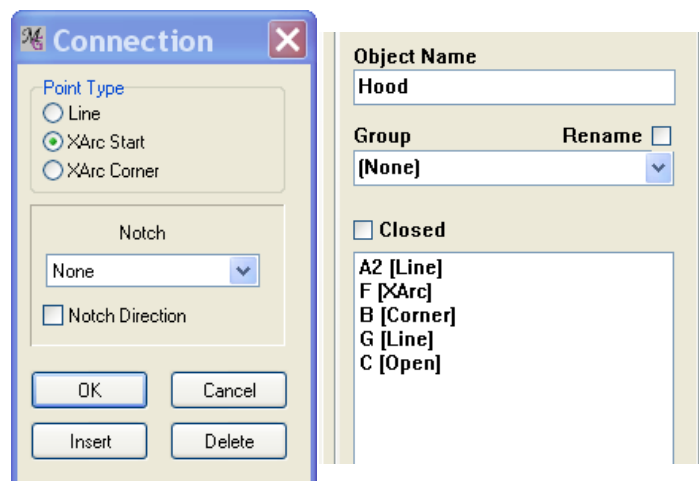 Connection
Point Type
Line
XArc Start
XArc Corner
Notch
None
Notch Direction
OK
Cancel
Insert
Delete
Object Name
Hood
Group
Rename
(None)
Closed
A2 [Line]
F [XArc]
B [Corner]
G [Line]
C [Open]